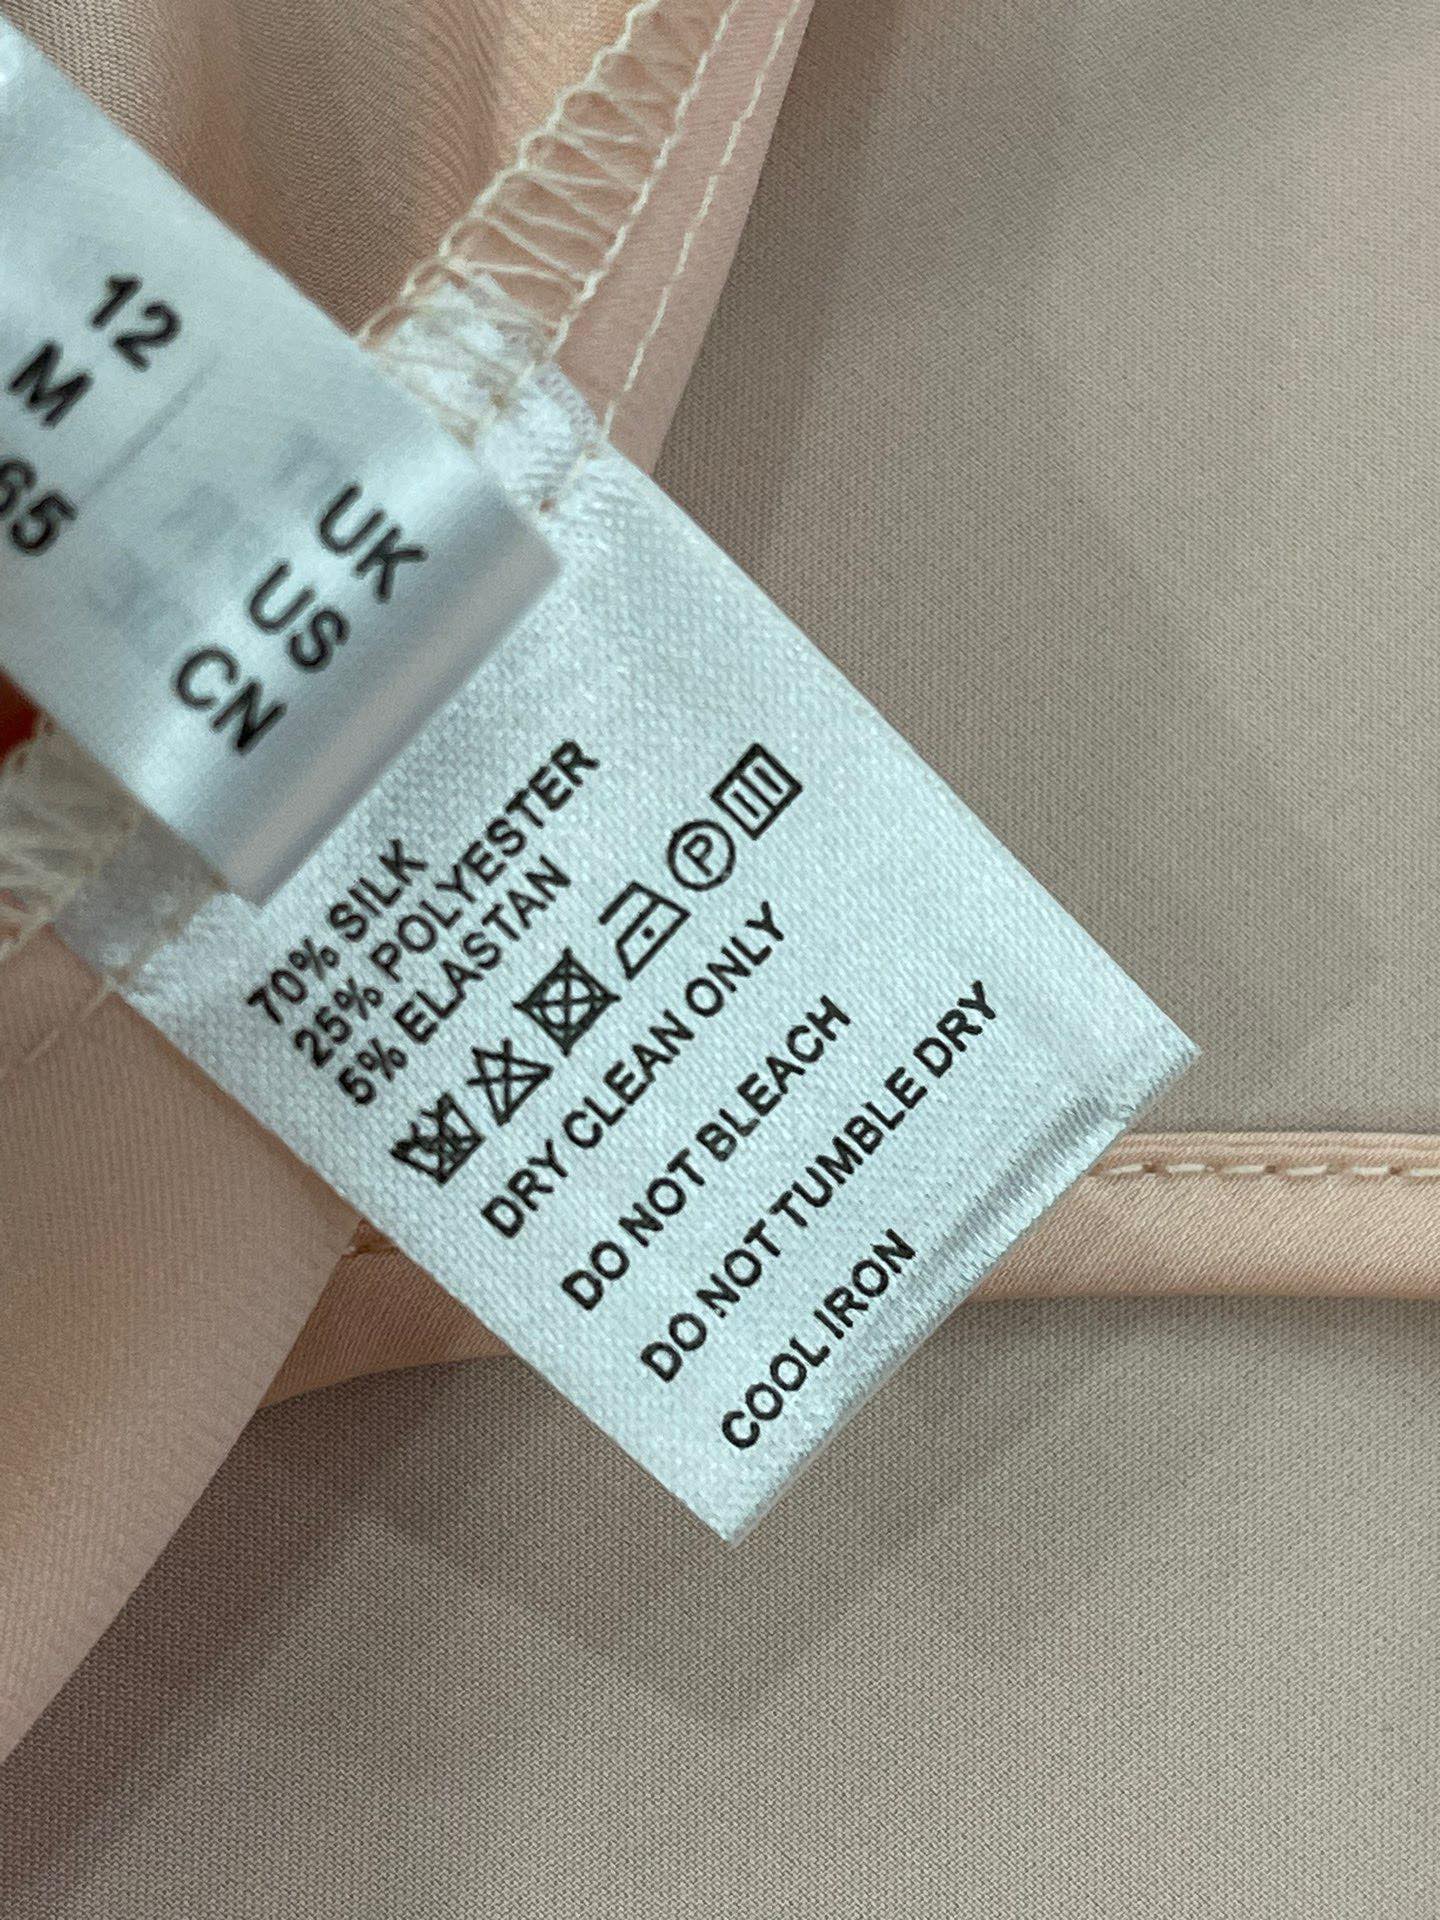 UK 12
US M
CN 65
70% SILK
25% POLYESTER
5% ELASTAN
P
DRY CLEAN ONLY
DO NOT BLEACH
DO NOT TUMBLE DRY
COOL IRON